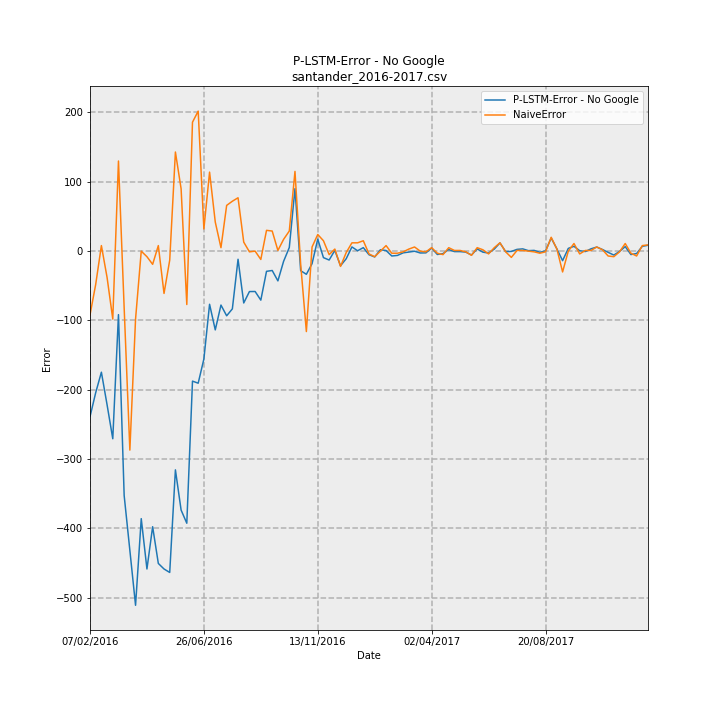 P-LSTM-Error - No Google
santander_2016-2017.csv
P-LSTM-Error - No Google
NaiveError
200
100
0
−100
−200
−300
−400
−500
Error
07/02/2016 26/06/2016 13/11/2016 02/04/2017 20/08/2017
Date